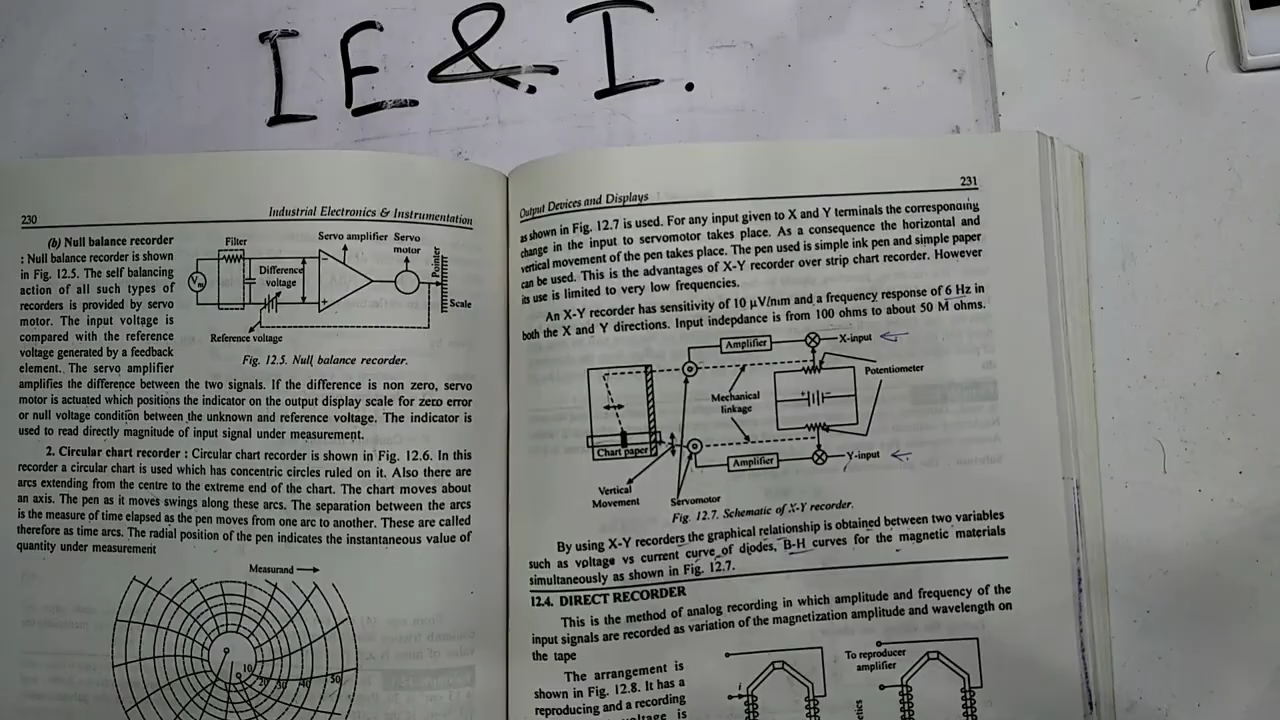 IE & I.
230
Industrial Electronics & Instrumentation
(b) Null balance recorder
: Null balance recorder is shown
in Fig. 12.5. The self balancing
action of all such types of
recorders is provided by servo
motor. The input voltage is
compared with the reference
voltage generated by a feedback
element. The servo amplifier
Filter
Servo amplifier
Servo
motor
Pointer
Difference
voltage
Vm
Scale
Reference voltage
Fig. 12.5. Null balance recorder.
amplifies the difference between the two signals. If the difference is non zero, servo
motor is actuated which positions the indicator on the output display scale for zero error
or null voltage condition between the unknown and reference voltage. The indicator is
used to read directly magnitude of input signal under measurement.
2. Circular chart recorder : Circular chart recorder is shown in Fig. 12.6. In this
recorder a circular chart is used which has concentric circles ruled on it. Also there are
arcs extending from the centre to the extreme end of the chart. The chart moves about
an axis. The pen as it moves swings along these arcs. The separation between the arcs
is the measure of time elapsed as the pen moves from one arc to another. These are called
therefore as time arcs. The radial position of the pen indicates the instantaneous value of
quantity under measurement
Measurand
10
20
30
40
50
Output Devices and Displays
231
as shown in Fig. 12.7 is used. For any input given to X and Y terminals the corresponding
change in the input to servomotor takes place. As a consequence the horizontal and
vertical movement of the pen takes place. The pen used is simple ink pen and simple paper
can be used. This is the advantages of X-Y recorder over strip chart recorder. However
its use is limited to very low frequencies.
An X-Y recorder has sensitivity of 10 µV/mm and a frequency response of 6 Hz in
both the X and Y directions. Input indepdance is from 100 ohms to about 50 M ohms.
Amplifier
X-input
Potentiometer
Mechanical
linkage
Chart paper
Amplifier
Y-input
Vertical
Movement
Servomotor
Fig. 12.7. Schematic of X-Y recorder.
By using X-Y recorders the graphical relationship is obtained between two variables
such as voltage vs current curve of diodes, B-H curves for the magnetic materials
simultaneously as shown in Fig. 12.7.
12.4. DIRECT RECORDER
This is the method of analog recording in which amplitude and frequency of the
input signals are recorded as variation of the magnetization amplitude and wavelength on
the tape
The arrangement is
shown in Fig. 12.8. It has a
reproducing and a recording
voltage is
i
To reproducer
amplifier